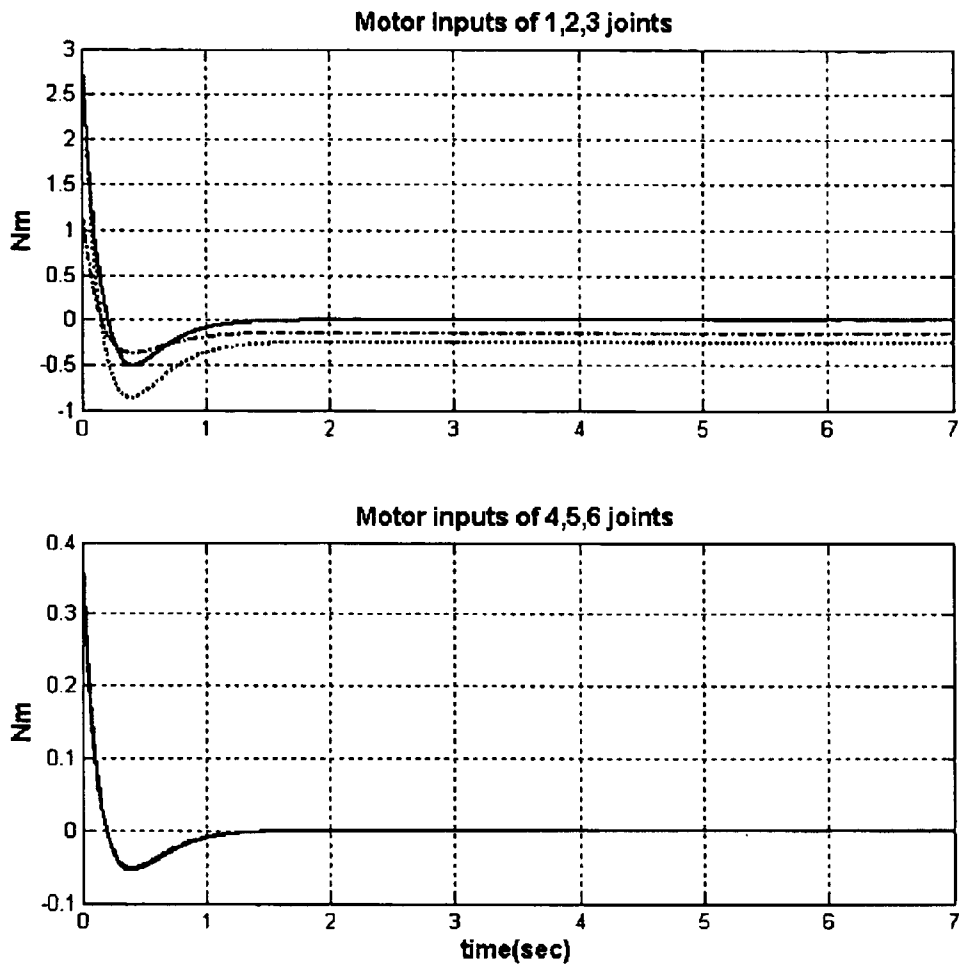 Motor inputs of 1,2,3 joints
3
2.5
2
1.5
1
0.5
0
-0.5
-1
Nm
0 1 2 3 4 5 6 7
Motor inputs of 4,5,6 joints
0.4
0.3
0.2
0.1
0
-0.1
Nm
0 1 2 3 4 5 6 7
time(sec)